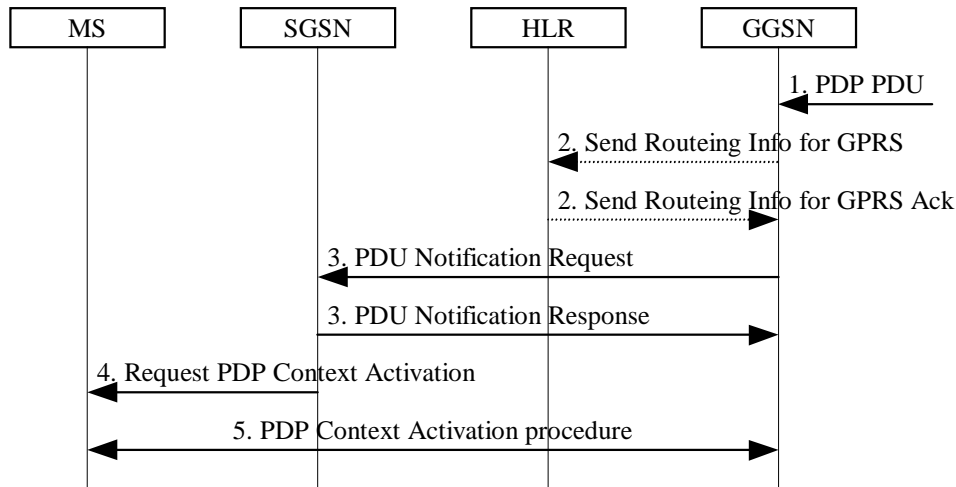 MS
SGSN
HLR
GGSN
1. PDP PDU
2. Send Routeing Info for GPRS
2. Send Routeing Info for GPRS Ack
3. PDU Notification Request
3. PDU Notification Response
4. Request PDP Context Activation
5. PDP Context Activation procedure